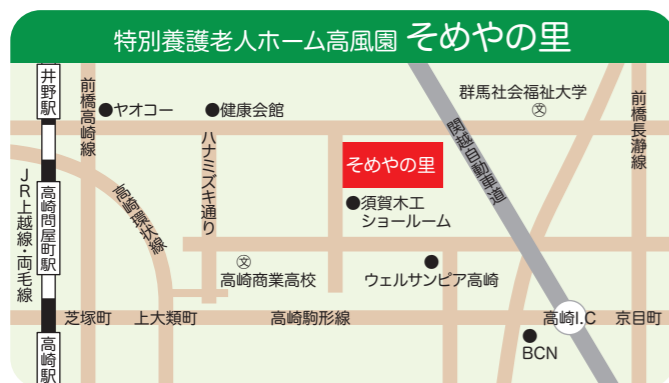 特別養護老人ホーム高風園 そめやの里
井野駅
前橋高崎線
ヤオコー
健康会館
群馬社会福祉大学
文
前橋長瀞線
ハナミズキ通り
関越自動車道
そめやの里
JR上越線・両毛線
高崎問屋町駅
高崎環状線
須賀木工
ショールーム
文
高崎商業高校
ウェルサンピア高崎
芝塚町
上大類町
高崎駒形線
高崎I.C
京目町
高崎駅
BCN